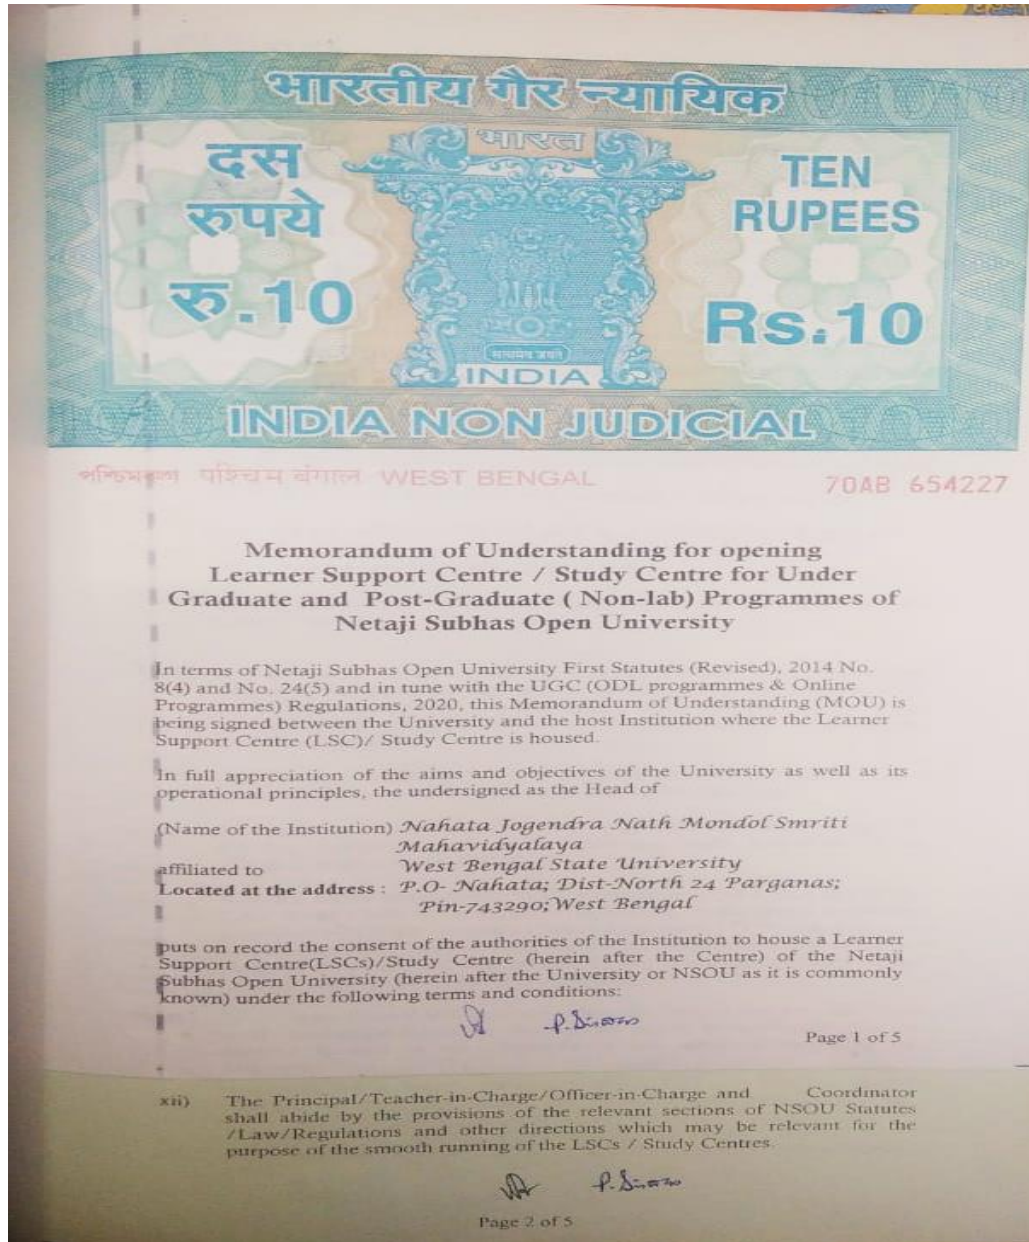 भारतीय गैर न्यायिक
भारत
दस
रुपये
रु.10
TEN
RUPEES
Rs.10
सत्यमेव जयते
INDIA
INDIA NON JUDICIAL
পশ্চিমবঙ্গ पश्चिम बंगाल WEST BENGAL
70AB 654227
Memorandum of Understanding for opening
Learner Support Centre / Study Centre for Under
Graduate and Post-Graduate ( Non-lab) Programmes of
Netaji Subhas Open University
In terms of Netaji Subhas Open University First Statutes (Revised), 2014 No.
8(4) and No. 24(5) and in tune with the UGC (ODL programmes & Online
Programmes) Regulations, 2020, this Memorandum of Understanding (MOU) is
being signed between the University and the host Institution where the Learner
Support Centre (LSC)/ Study Centre is housed.
In full appreciation of the aims and objectives of the University as well as its
operational principles, the undersigned as the Head of
(Name of the Institution) Nahata Jogendra Nath Mondol Smriti
Mahavidyalaya
affiliated to West Bengal State University
Located at the address : P.O- Nahata; Dist-North 24 Parganas;
Pin-743290; West Bengal
puts on record the consent of the authorities of the Institution to house a Learner
Support Centre(LSCs)/Study Centre (herein after the Centre) of the Netaji
Subhas Open University (herein after the University or NSOU as it is commonly
known) under the following terms and conditions:
Page 1 of 5
xii) The Principal/Teacher-in-Charge/Officer-in-Charge and Coordinator
shall abide by the provisions of the relevant sections of NSOU Statutes
/Law/Regulations and other directions which may be relevant for the
purpose of the smooth running of the LSCs / Study Centres.
Page 2 of 5